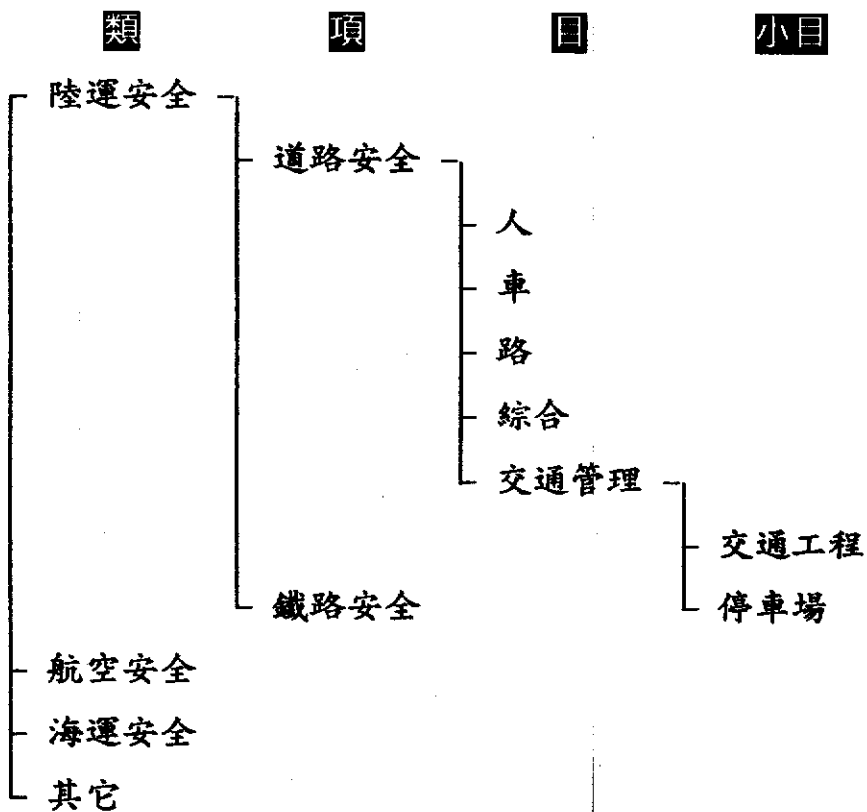 類 項 目 小目
陸運安全
道路安全
人
車
路
綜合
交通管理
交通工程
鐵路安全 停車場
航空安全
海運安全
其它